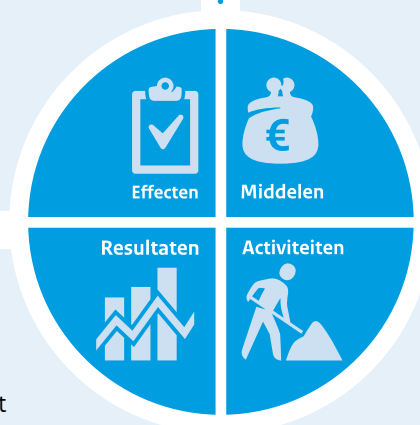 €
Effecten
Middelen
Resultaten
Activiteiten
t